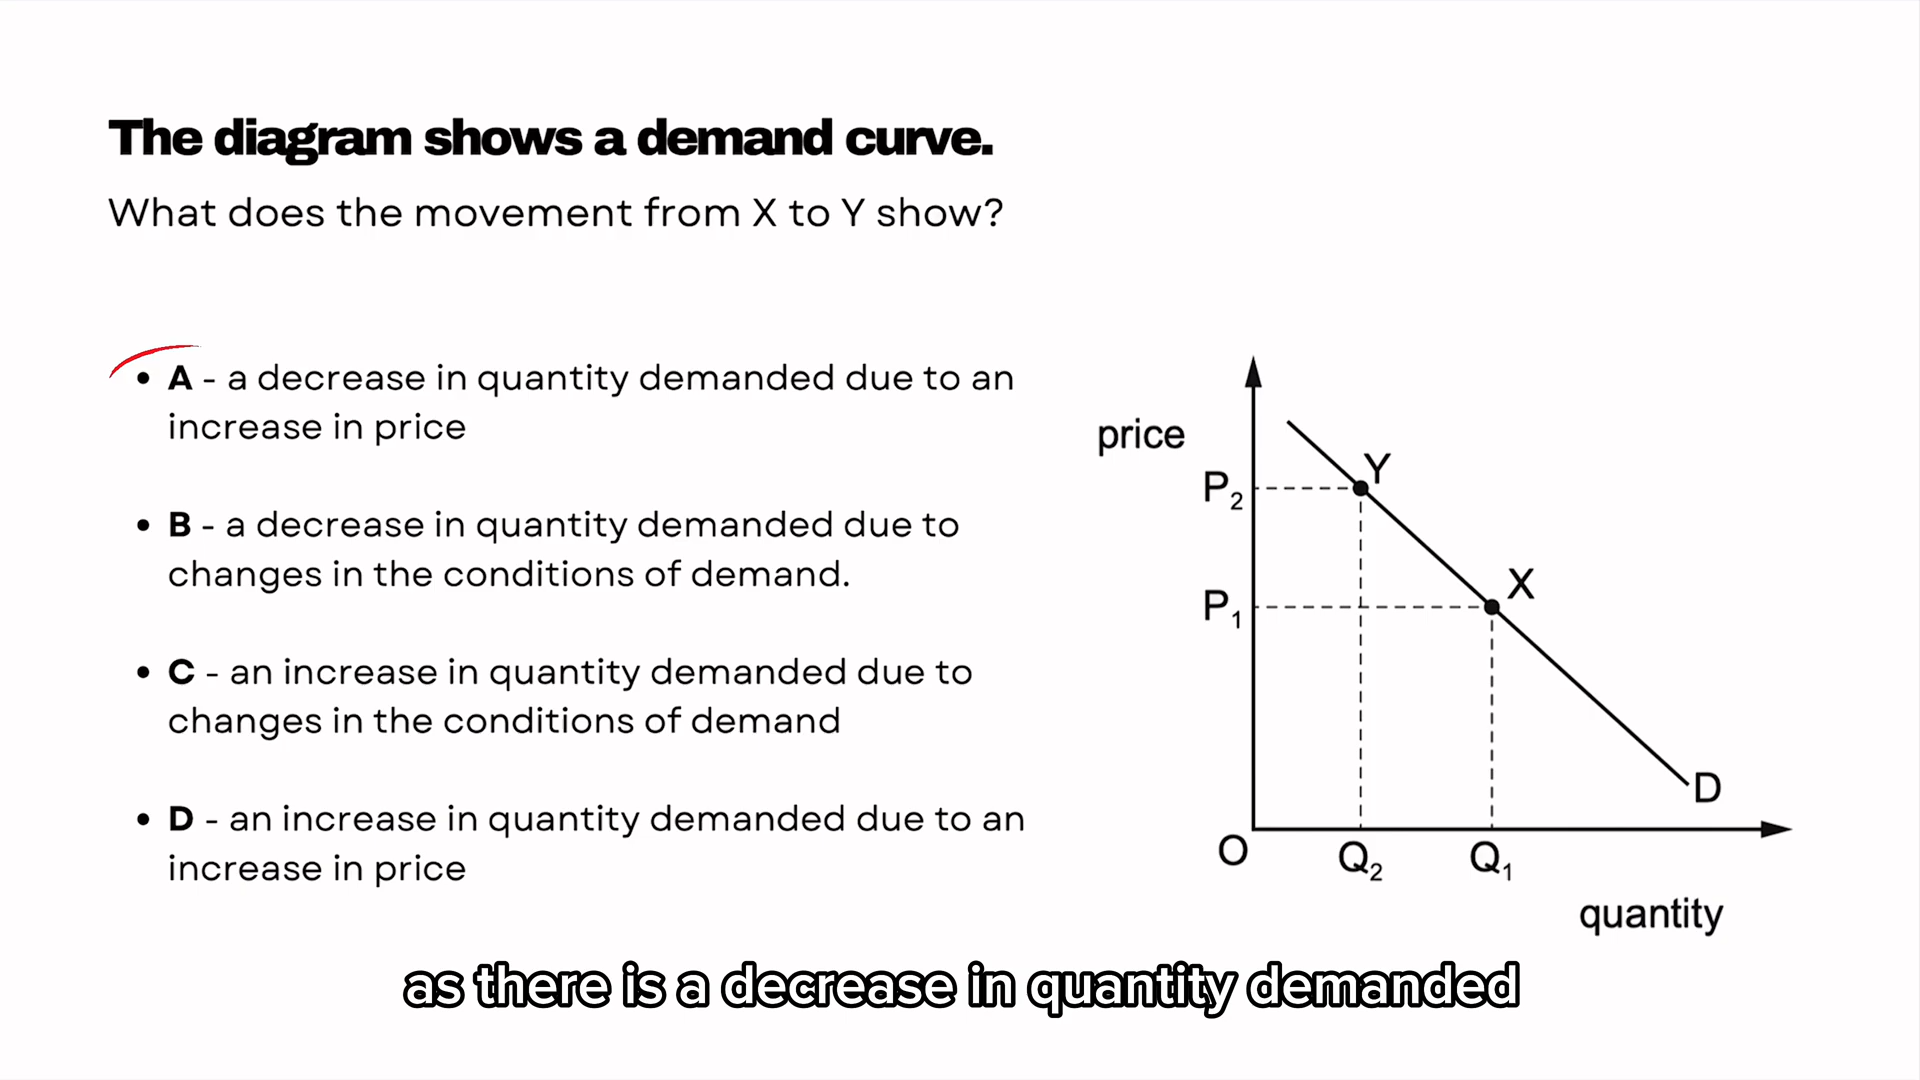 The diagram shows a demand curve.
What does the movement from X to Y show?
• A - a decrease in quantity demanded due to an
increase in price
• B - a decrease in quantity demanded due to
changes in the conditions of demand.
• C - an increase in quantity demanded due to
changes in the conditions of demand
• D - an increase in quantity demanded due to an
increase in price
price
Y
P₂
X
P₁
D
O
Q₂
Q₁
quantity
as there is a decrease in quantity demanded